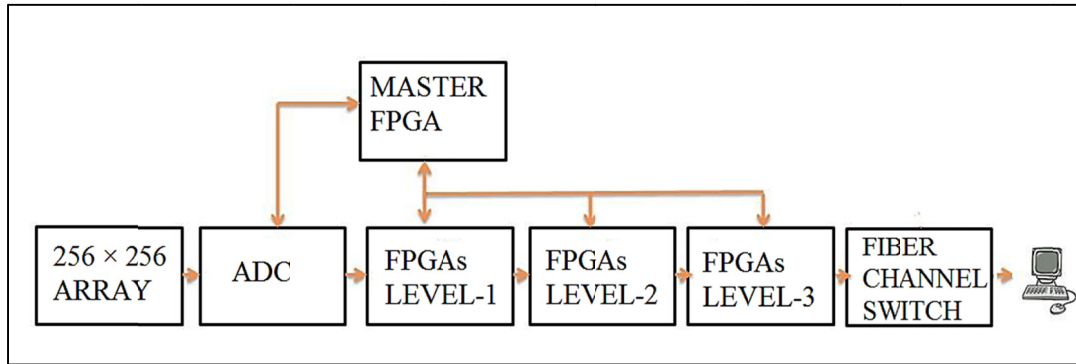 MASTER
FPGA
256 × 256
ARRAY
ADC
FPGAs
LEVEL-1
FPGAs
LEVEL-2
FPGAs
LEVEL-3
FIBER
CHANNEL
SWITCH